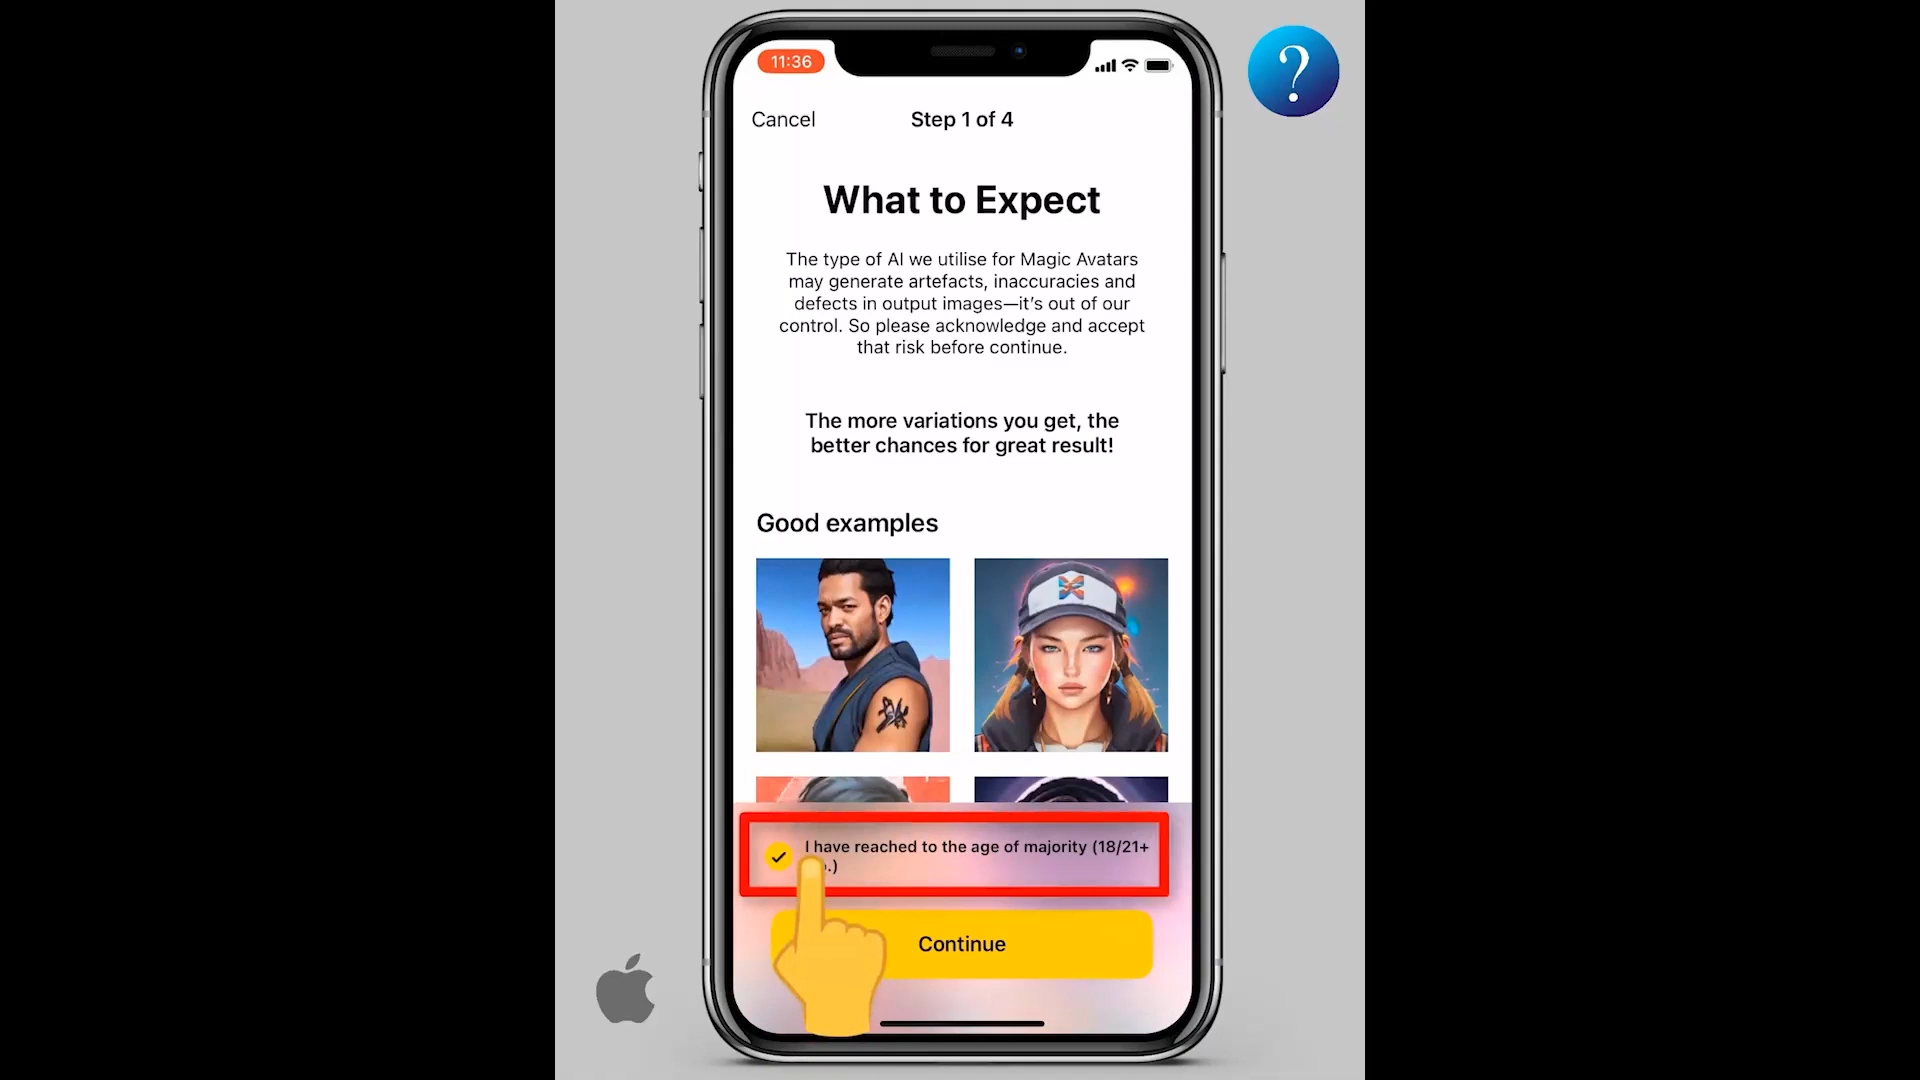 11:36
?
Cancel
Step 1 of 4
What to Expect
The type of AI we utilise for Magic Avatars
may generate artefacts, inaccuracies and
defects in output images—it's out of our
control. So please acknowledge and accept
that risk before continue.
The more variations you get, the
better chances for great result!
Good examples
I have reached to the age of majority (18/21+
.)
Continue